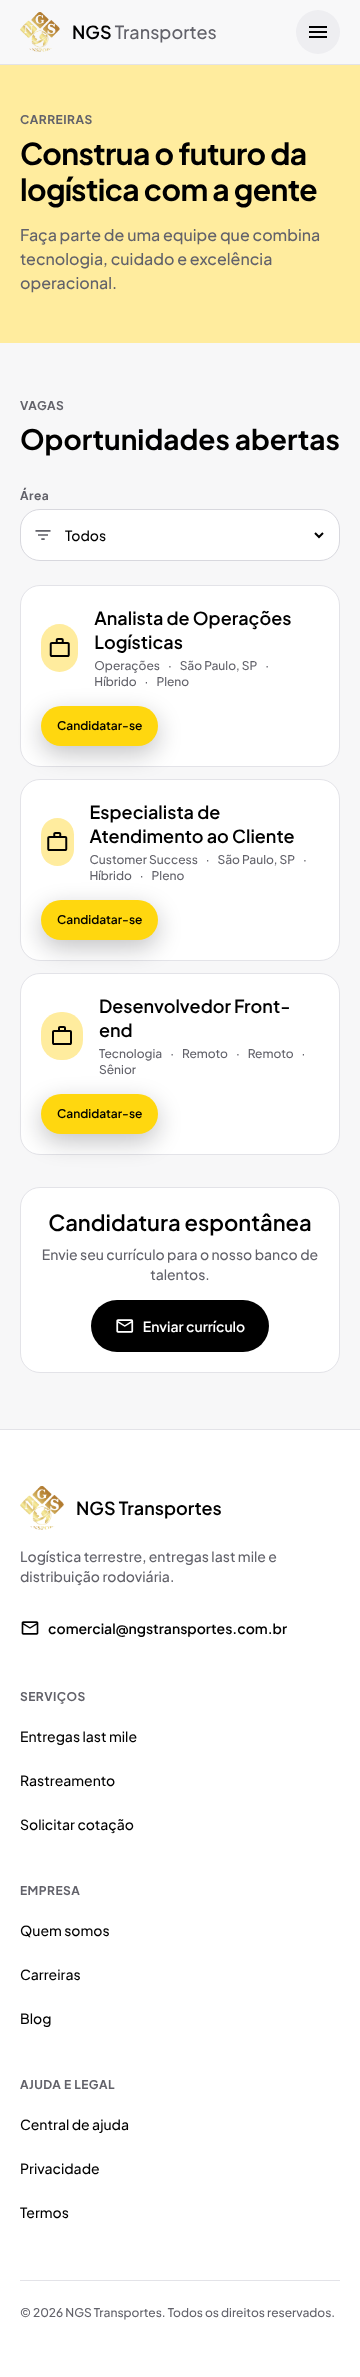 NGS
NGS Transportes
CARREIRAS
Construa o futuro da
logística com a gente
Faça parte de uma equipe que combina
tecnologia, cuidado e excelência
operacional.
VAGAS
Oportunidades abertas
Área
Todos
Analista de Operações
Logísticas
Operações · São Paulo, SP ·
Híbrido · Pleno
Candidatar-se
Especialista de
Atendimento ao Cliente
Customer Success · São Paulo, SP ·
Híbrido · Pleno
Candidatar-se
Desenvolvedor Front-
end
Tecnologia · Remoto · Remoto ·
Sênior
Candidatar-se
Candidatura espontânea
Envie seu currículo para o nosso banco de
talentos.
Enviar currículo
NGS
NGS Transportes
Logística terrestre, entregas last mile e
distribuição rodoviária.
comercial@ngstransportes.com.br
SERVIÇOS
Entregas last mile
Rastreamento
Solicitar cotação
EMPRESA
Quem somos
Carreiras
Blog
AJUDA E LEGAL
Central de ajuda
Privacidade
Termos
© 2026 NGS Transportes. Todos os direitos reservados.